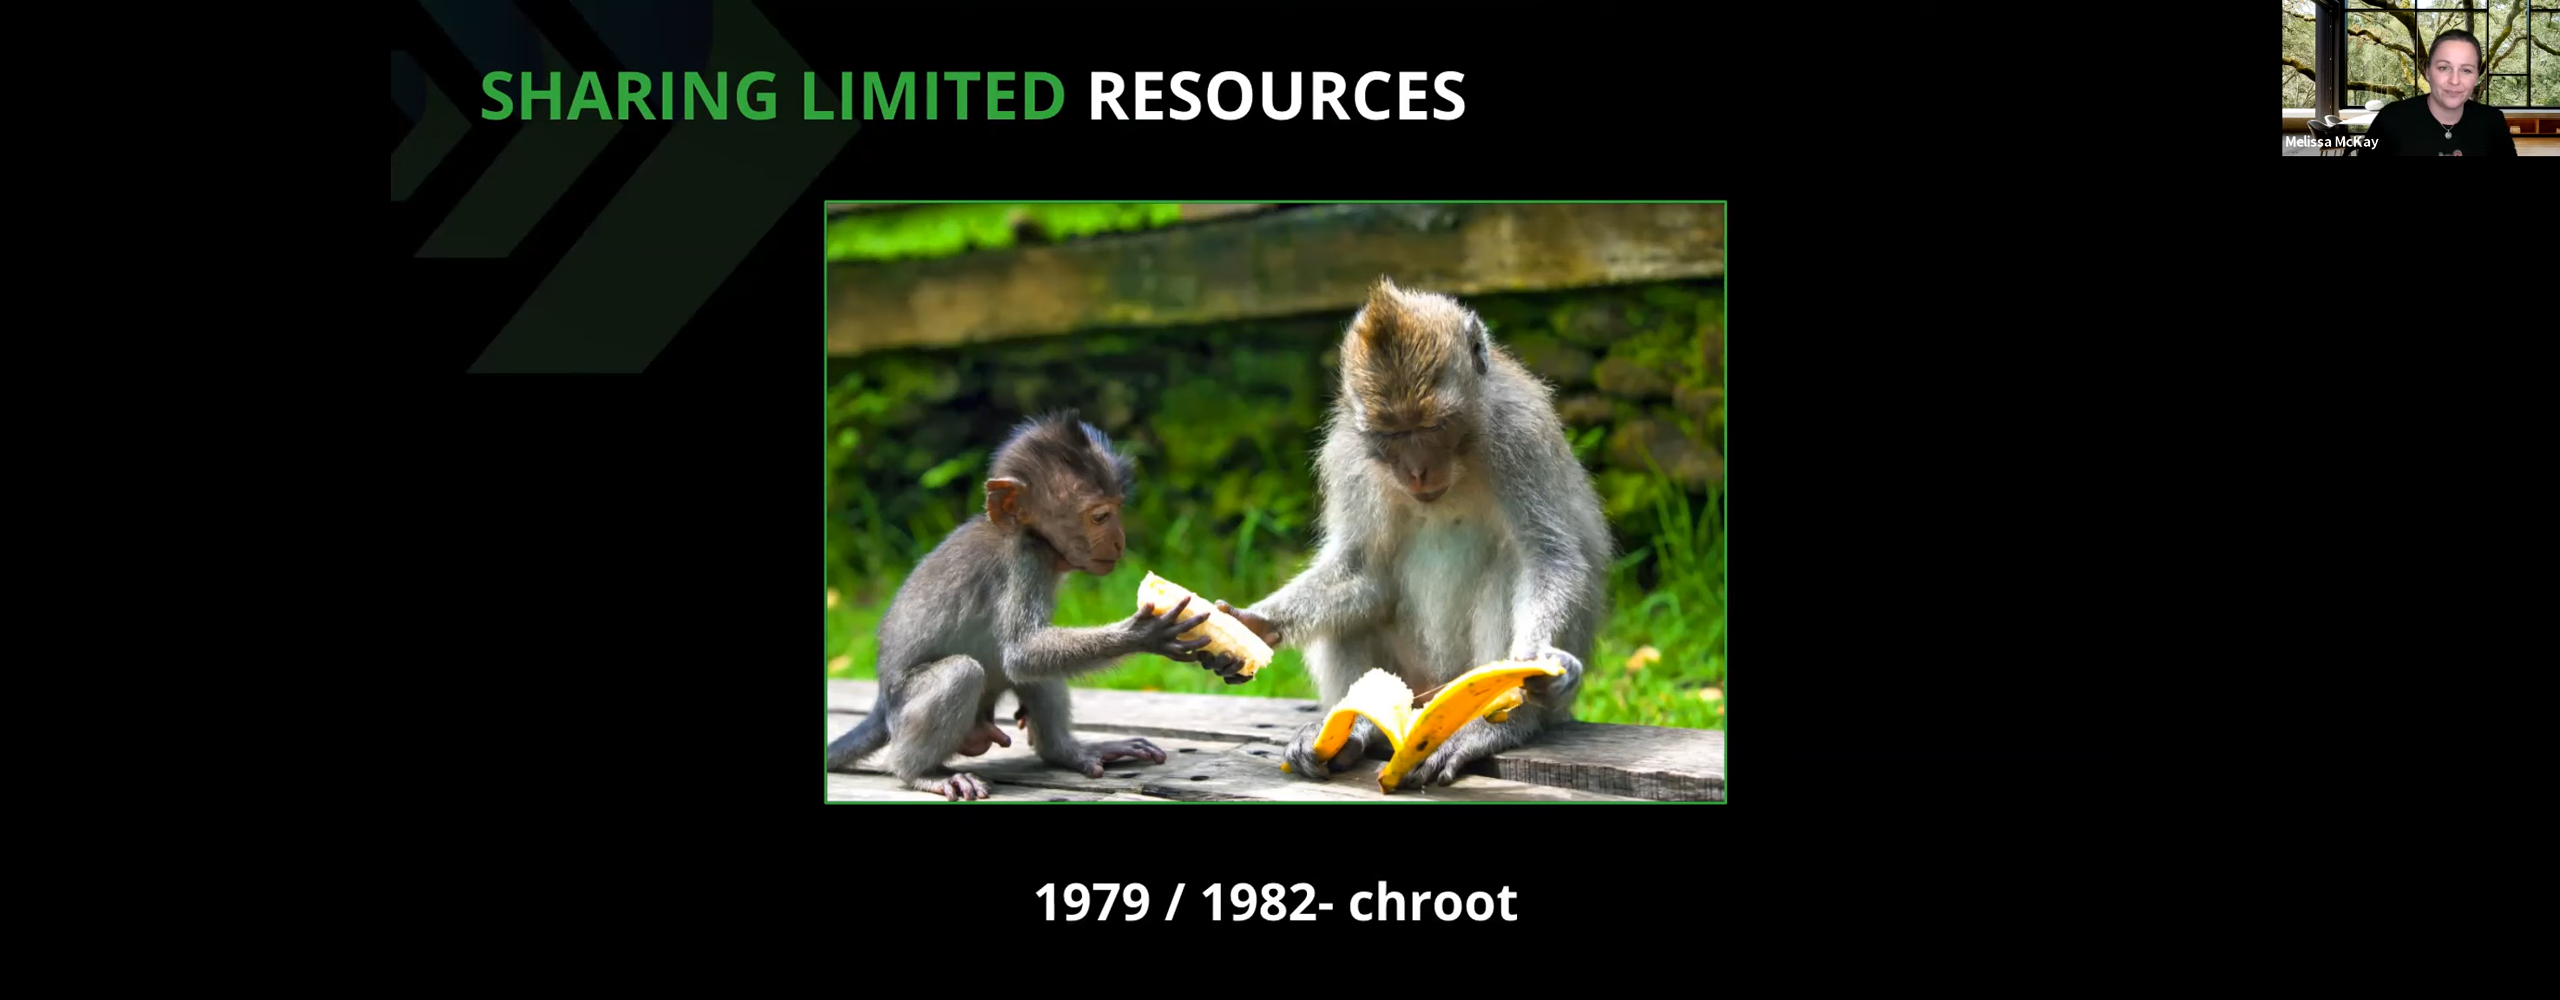 SHARING LIMITED RESOURCES
Melissa McKay
1979 / 1982- chroot